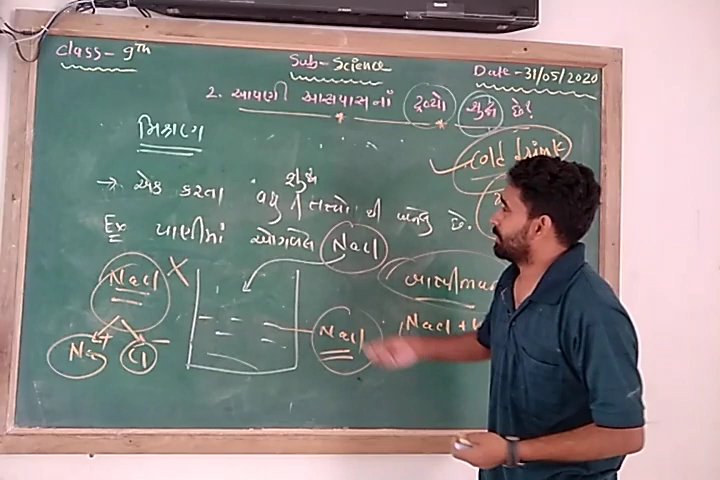 Class- 9th
Sub- Science
Date - 31/05/2020
2. આપણી આસપાસનાં દ્રવ્યો શુદ્ધ છે?
મિશ્રણ
cold drink
શુદ્ધ
→ એક કરતા વધુ તત્વો થી બનેલુ છે.
Ex પાણીમાં ઓગળેલ NaCl
NaCl X
NaCl
NaCl +
Na+ Cl-